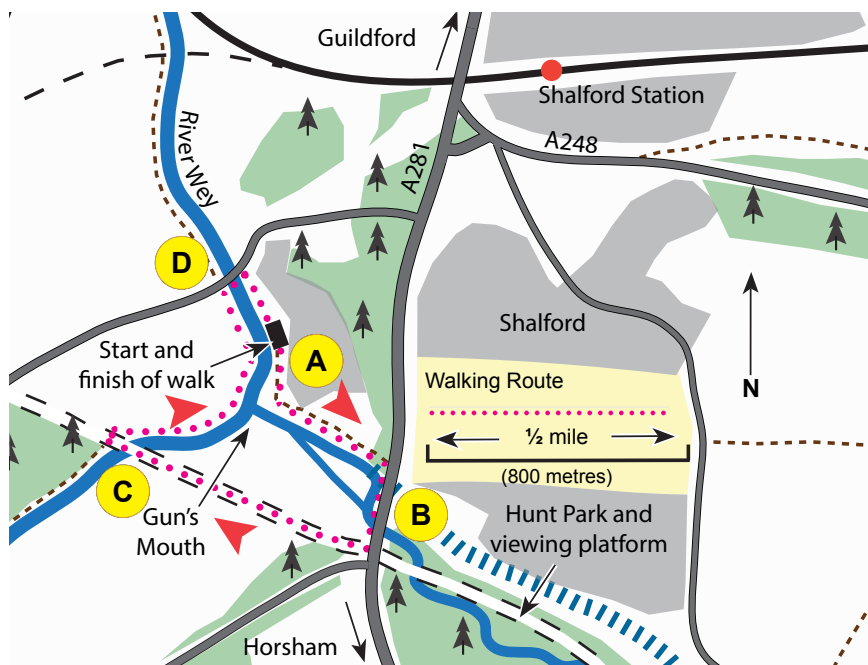 Guildford
Shalford Station
River Wey
A281
A248
D
Shalford
Start and
finish of walk
A
N
Walking Route
½ mile
(800 metres)
C
Gun's
Mouth
B
Hunt Park and
viewing platform
Horsham